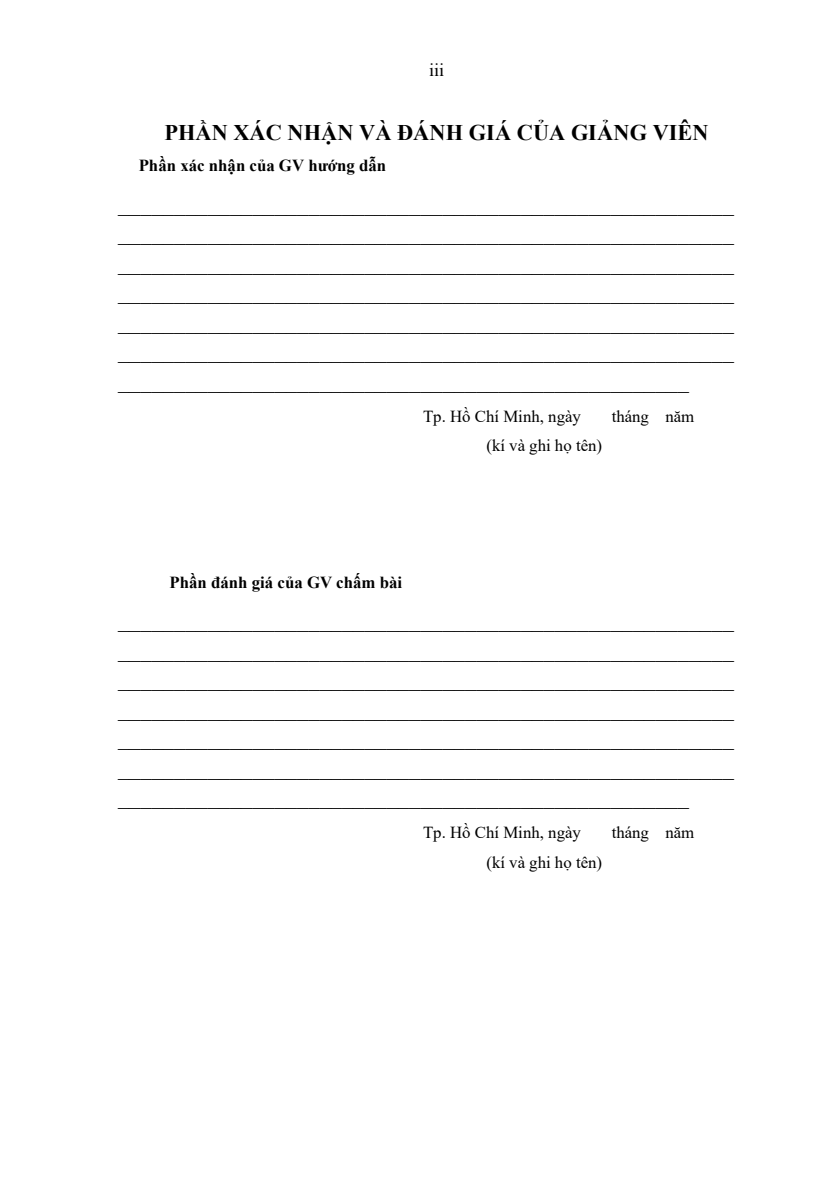 iii
PHẦN XÁC NHẬN VÀ ĐÁNH GIÁ CỦA GIẢNG VIÊN
Phần xác nhận của GV hướng dẫn
Tp. Hồ Chí Minh, ngày tháng năm
(kí và ghi họ tên)
Phần đánh giá của GV chấm bài
Tp. Hồ Chí Minh, ngày tháng năm
(kí và ghi họ tên)